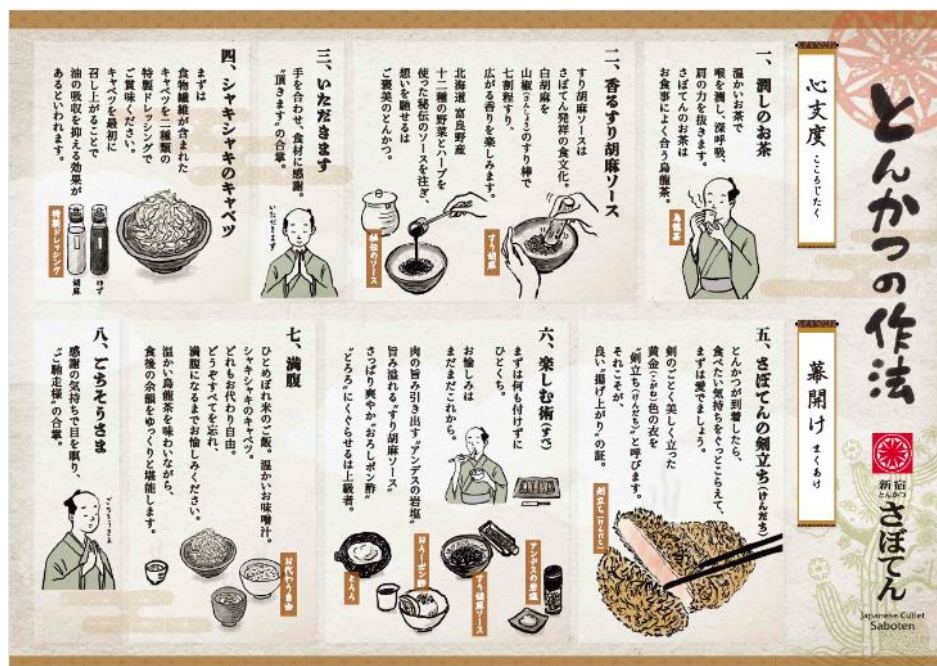 とんかつの作法
新宿
とんかつ
さぼてん
Japanese Cutlet
Saboten
心支度 こころじたく
一、潤しのお茶
温かいお茶で
喉を潤し、深呼吸、
肩の力を抜きます。
さぼてんのお茶は
お食事によく合う烏龍茶。
烏龍茶
二、香るすり胡麻ソース
すり胡麻ソースは
さぼてん発祥の食文化。
白胡麻を
山椒(さんしょう)のすり棒で
七割程すり、
広がる香りを楽しみます。
北海道富良野産
十二種の野菜とハーブを
使った秘伝のソースを注ぎ、
想いを馳せるは
ご褒美のとんかつ。
すり胡麻
秘伝のソース
三、いただきます
手を合わせ、食材に感謝。
“頂きます”の合掌。
いただきます
四、シャキシャキのキャベツ
まずは
食物繊維が含まれた
キャベツを二種類の
特製ドレッシングで
ご賞味ください。
キャベツを最初に
召し上がることで
油の吸収を抑える効果が
あるといわれます。
ゆず
胡麻
特製ドレッシング
幕開け まくあけ
五、さぼてんの剣立ち(けんだち)
とんかつが到着したら、
食べたい気持ちをぐっとこらえて、
まずは愛でましょう。
剣のごとく美しく立った
黄金(こがね)色の衣を
“剣立ち(けんだち)”と呼びます。
それこそが、
良い“揚げ上がり”の証。
剣立ち(けんだち)
六、楽しむ術(すべ)
まずは何も付けずに
ひとくち。
お愉しみは
まだまだこれから。
肉の旨み引き出す“アンデスの岩塩”
旨み溢れる“すり胡麻ソース”
さっぱり爽やか“おろしポン酢”
“とろろ”にくぐらせるは上級者。
アンデスの岩塩
すり胡麻ソース
おろしポン酢
とろろ
七、満腹
ひとめぼれ米のご飯。温かいお味噌汁。
シャキシャキのキャベツ。
どれもお代わり自由。
どうぞすべてを忘れ、
満腹になるまでお愉しみください。
温かい烏龍茶を味わいながら、
食後の余韻をゆっくりと堪能します。
お代わり自由
八、ごちそうさま
感謝の気持ちで目を瞑り、
“ご馳走様”の合掌。
ごちそうさま